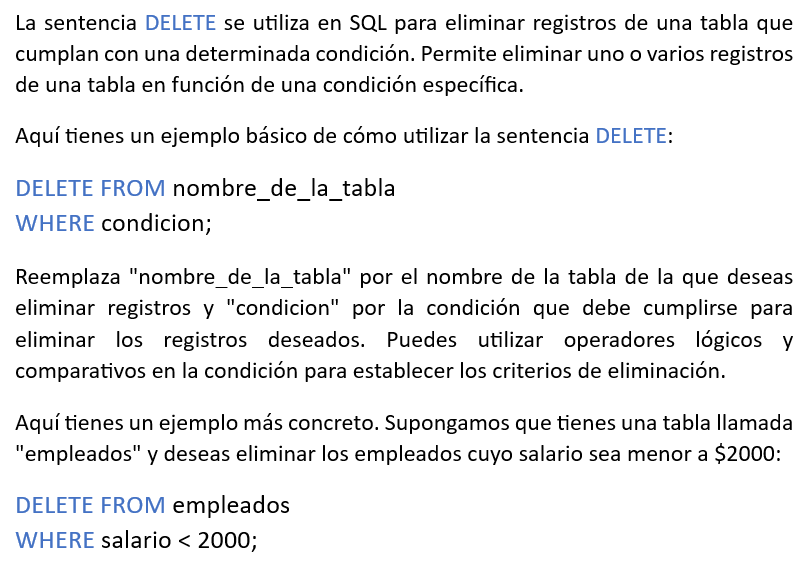 La sentencia DELETE se utiliza en SQL para eliminar registros de una tabla que
cumplan con una determinada condición. Permite eliminar uno o varios registros
de una tabla en función de una condición específica.
Aquí tienes un ejemplo básico de cómo utilizar la sentencia DELETE:
DELETE FROM nombre_de_la_tabla
WHERE condicion;
Reemplaza "nombre_de_la_tabla" por el nombre de la tabla de la que deseas
eliminar registros y "condicion" por la condición que debe cumplirse para
eliminar los registros deseados. Puedes utilizar operadores lógicos y
comparativos en la condición para establecer los criterios de eliminación.
Aquí tienes un ejemplo más concreto. Supongamos que tienes una tabla llamada
"empleados" y deseas eliminar los empleados cuyo salario sea menor a $2000:
DELETE FROM empleados
WHERE salario < 2000;